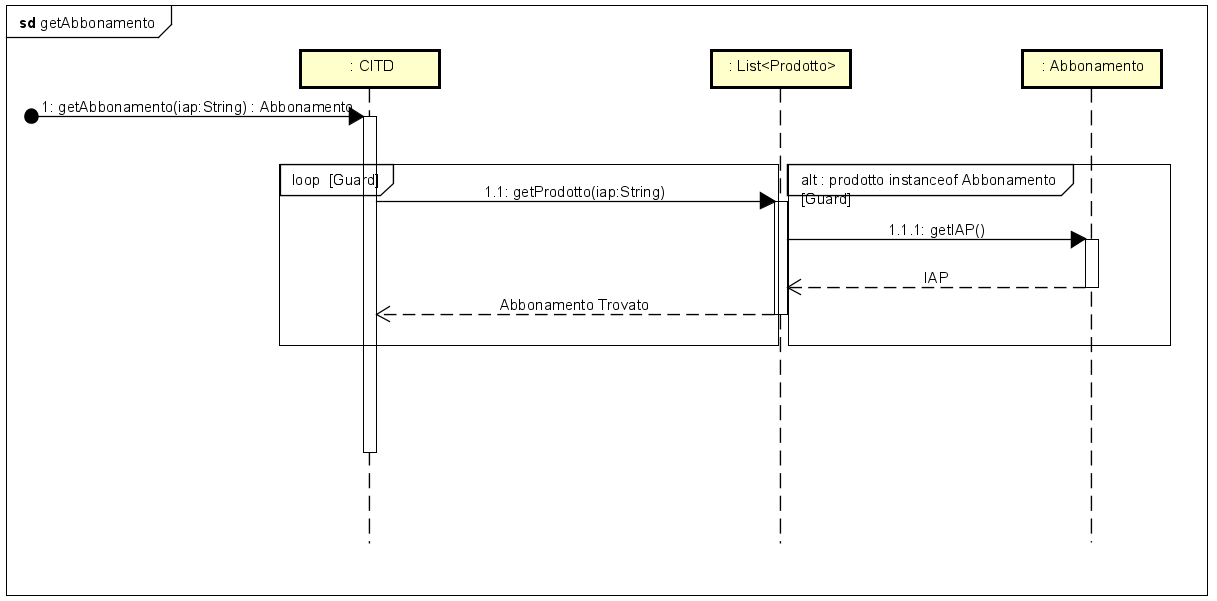 sd getAbbonamento
: CITD
: List<Prodotto>
: Abbonamento
1: getAbbonamento(iap:String) : Abbonamento
loop [Guard]
alt : prodotto instanceof Abbonamento
[Guard]
1.1: getProdotto(iap:String)
1.1.1: getIAP()
IAP
Abbonamento Trovato